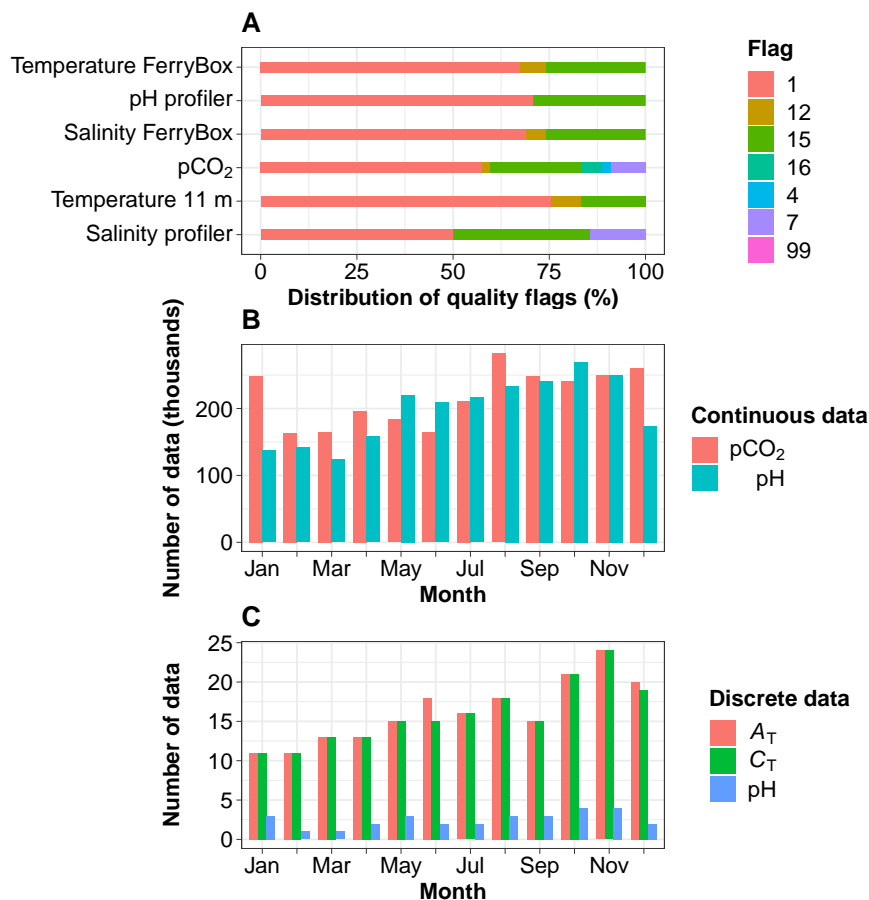 A
Temperature FerryBox
pH profiler
Salinity FerryBox
pCO₂
Temperature 11 m
Salinity profiler
0 25 50 75 100
Distribution of quality flags (%)
Flag
1
12
15
16
4
7
99
B
Number of data (thousands)
200
100
0
Jan Mar May Jul Sep Nov
Month
Continuous data
pCO₂
pH
C
Number of data
25
20
15
10
5
0
Jan Mar May Jul Sep Nov
Month
Discrete data
A_T
C_T
pH